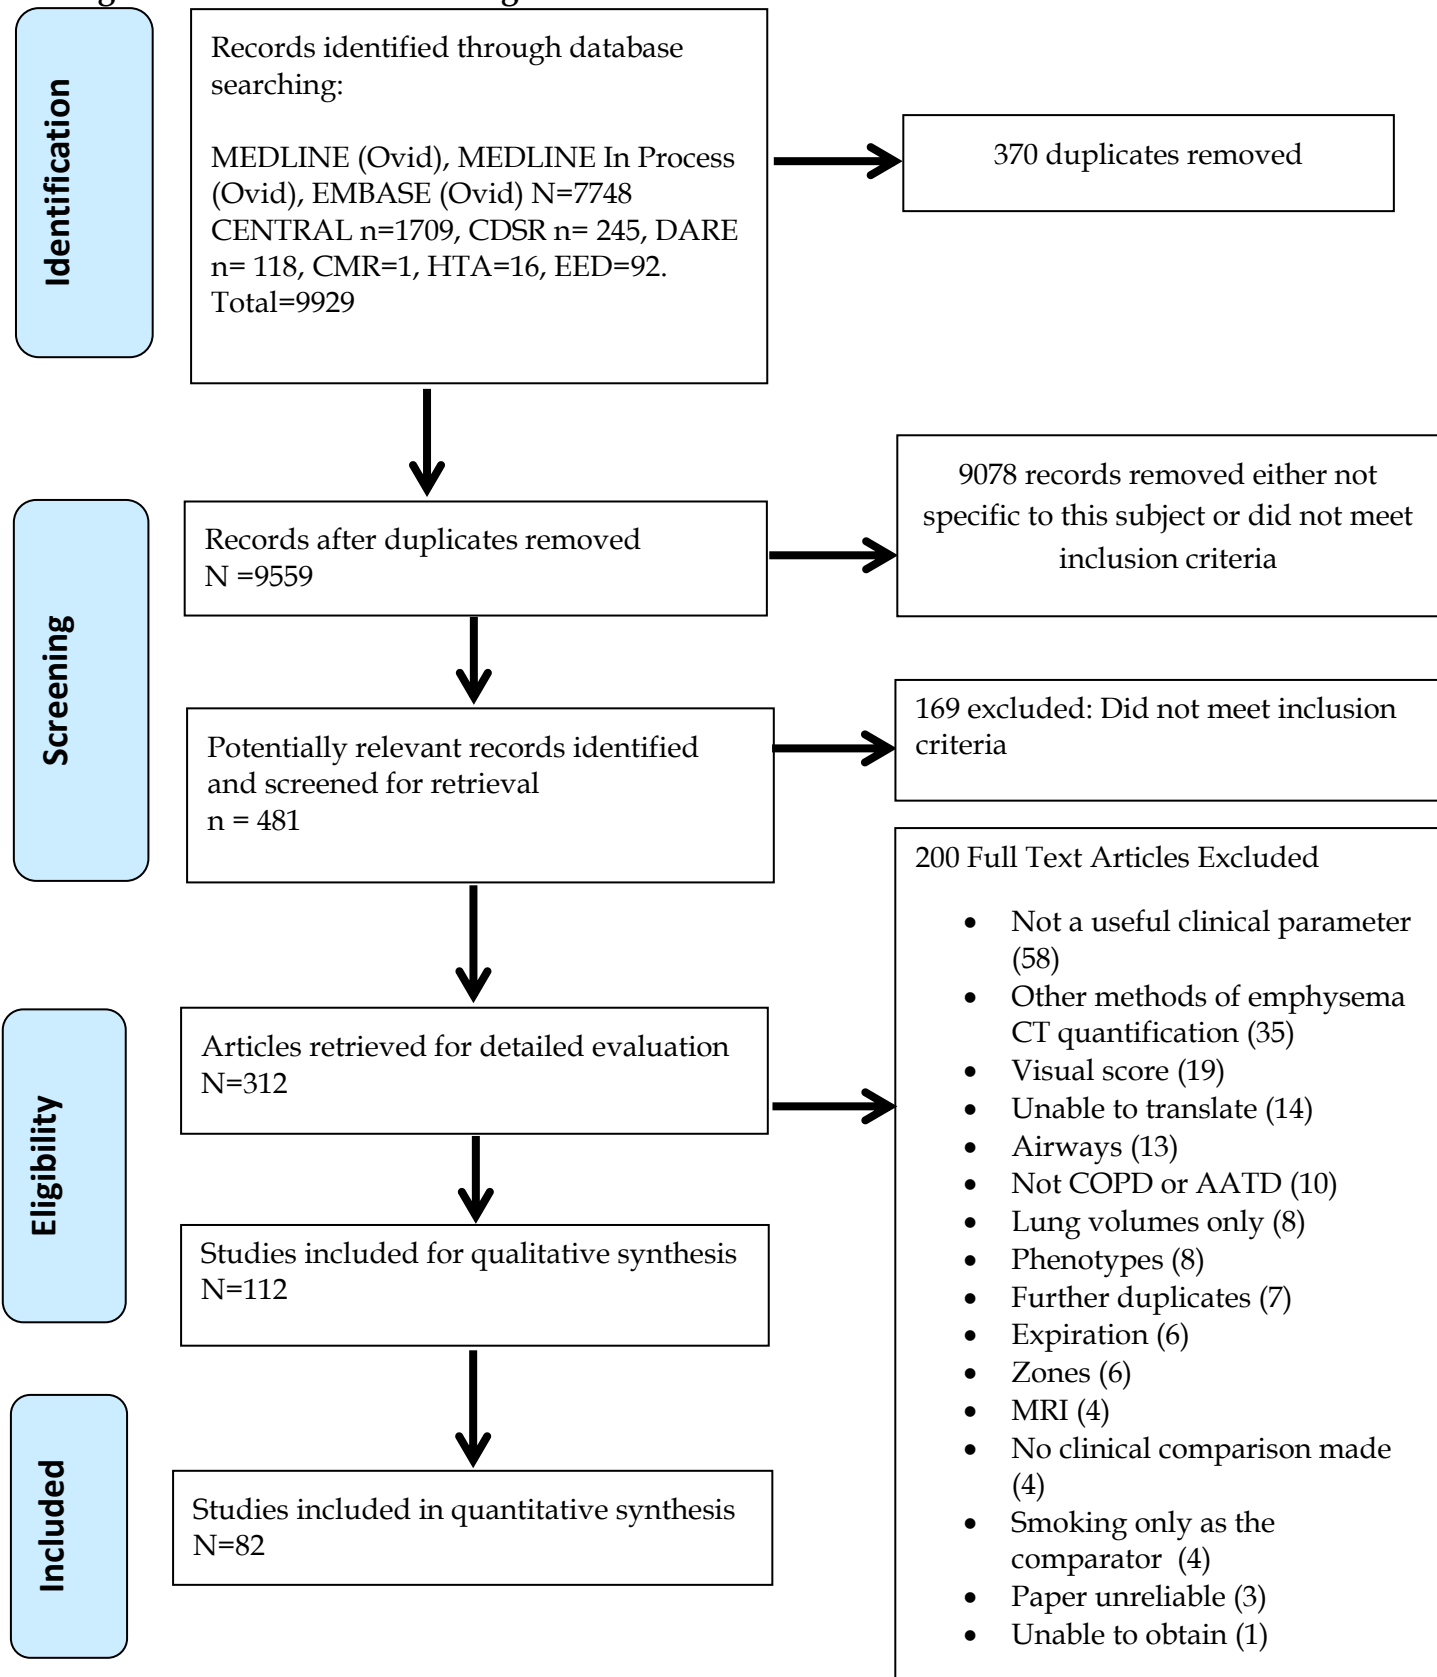 Identification
Records identified through database
searching:
MEDLINE (Ovid), MEDLINE In Process
(Ovid), EMBASE (Ovid) N=7748
CENTRAL n=1709, CDSR n= 245, DARE
n= 118, CMR=1, HTA=16, EED=92.
Total=9929
370 duplicates removed
Screening
Records after duplicates removed
N =9559
9078 records removed either not
specific to this subject or did not meet
inclusion criteria
Potentially relevant records identified
and screened for retrieval
n = 481
169 excluded: Did not meet inclusion
criteria
Eligibility
Articles retrieved for detailed evaluation
N=312
200 Full Text Articles Excluded
• Not a useful clinical parameter
(58)
• Other methods of emphysema
CT quantification (35)
• Visual score (19)
• Unable to translate (14)
• Airways (13)
• Not COPD or AATD (10)
• Lung volumes only (8)
• Phenotypes (8)
• Further duplicates (7)
• Expiration (6)
• Zones (6)
• MRI (4)
• No clinical comparison made
(4)
• Smoking only as the
comparator (4)
• Paper unreliable (3)
• Unable to obtain (1)
Studies included for qualitative synthesis
N=112
Included
Studies included in quantitative synthesis
N=82